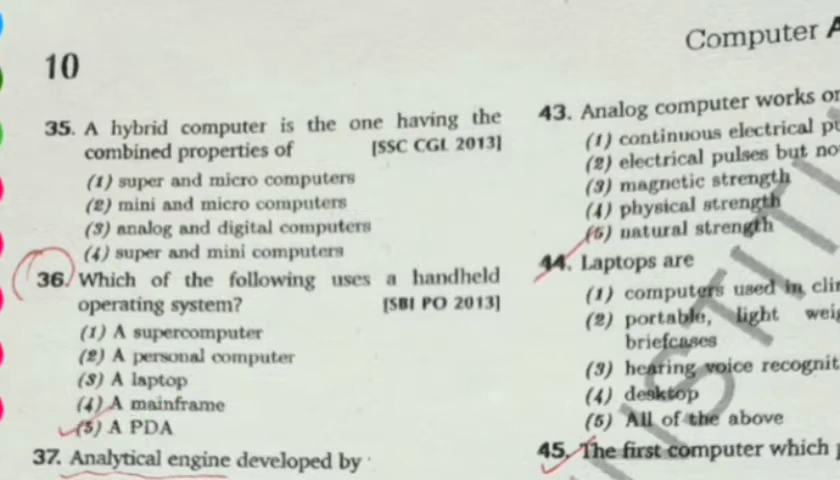 10
Computer
35. A hybrid computer is the one having the
combined properties of [SSC CGL 2013]
(1) super and micro computers
(2) mini and micro computers
(3) analog and digital computers
(4) super and mini computers
36. Which of the following uses a handheld
operating system? [SBI PO 2013]
(1) A supercomputer
(2) A personal computer
(3) A laptop
(4) A mainframe
(5) A PDA
37. Analytical engine developed by
43. Analog computer works
(1) continuous electrical
(2) electrical pulses but
(3) magnetic strength
(4) physical strength
(5) natural strength
44. Laptops are
(1) computers used in
(2) portable, light
briefcases
(3) hearing voice
(4) desktop
(5) All of the above
45. The first computer which